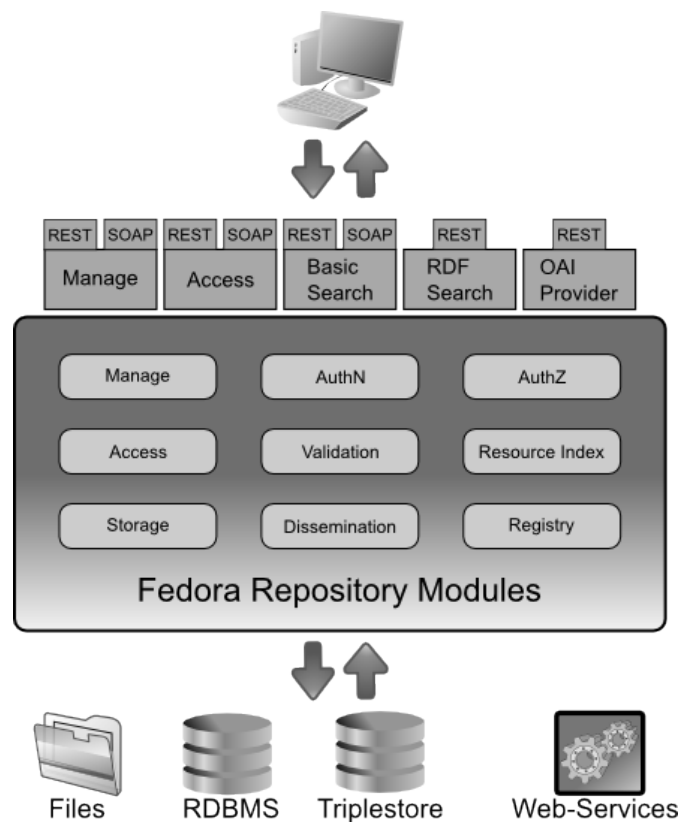 REST SOAP REST SOAP REST SOAP REST REST
Manage
Access
Basic
Search
RDF
Search
OAI
Provider
Manage
AuthN
AuthZ
Access
Validation
Resource Index
Storage
Dissemination
Registry
Fedora Repository Modules
Files
RDBMS
Triplestore
Web-Services